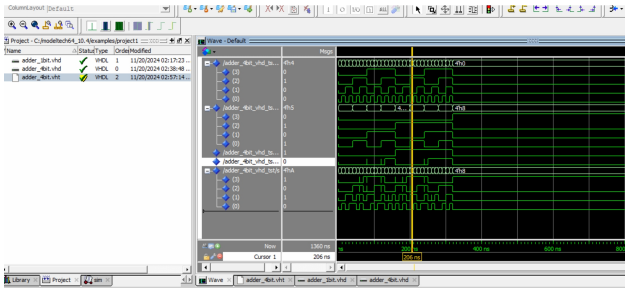 ColumnLayout Default
Project - C:/modeltech64_10.4/examples/project1
Wave - Default
Name Status Type Order Modified
adder_1bit.vhd VHDL 1 11/20/2024 02:17:23 ...
adder_4bit.vhd VHDL 0 11/20/2024 02:38:48 ...
adder_4bit.vht VHDL 2 11/20/2024 02:57:14 ...
Msgs
/adder_4bit_vhd_ts... 4'h4 4'h0
(3) 0
(2) 1
(1) 0
(0) 0
/adder_4bit_vhd_ts... 4'h5 4... 4'h8
(3) 0
(2) 1
(1) 0
(0) 1
/adder_4bit_vhd_ts... 1
/adder_4bit_vhd_ts... 0
/adder_4bit_vhd_tst/s 4'hA 4'h8
(3) 1
(2) 0
(1) 1
(0) 0
Now 1360 ns ns 200 ns 400 ns 600 ns 800
Cursor 1 206 ns 206 ns
Library Project sim Wave adder_4bit.vht adder_1bit.vhd adder_4bit.vhd